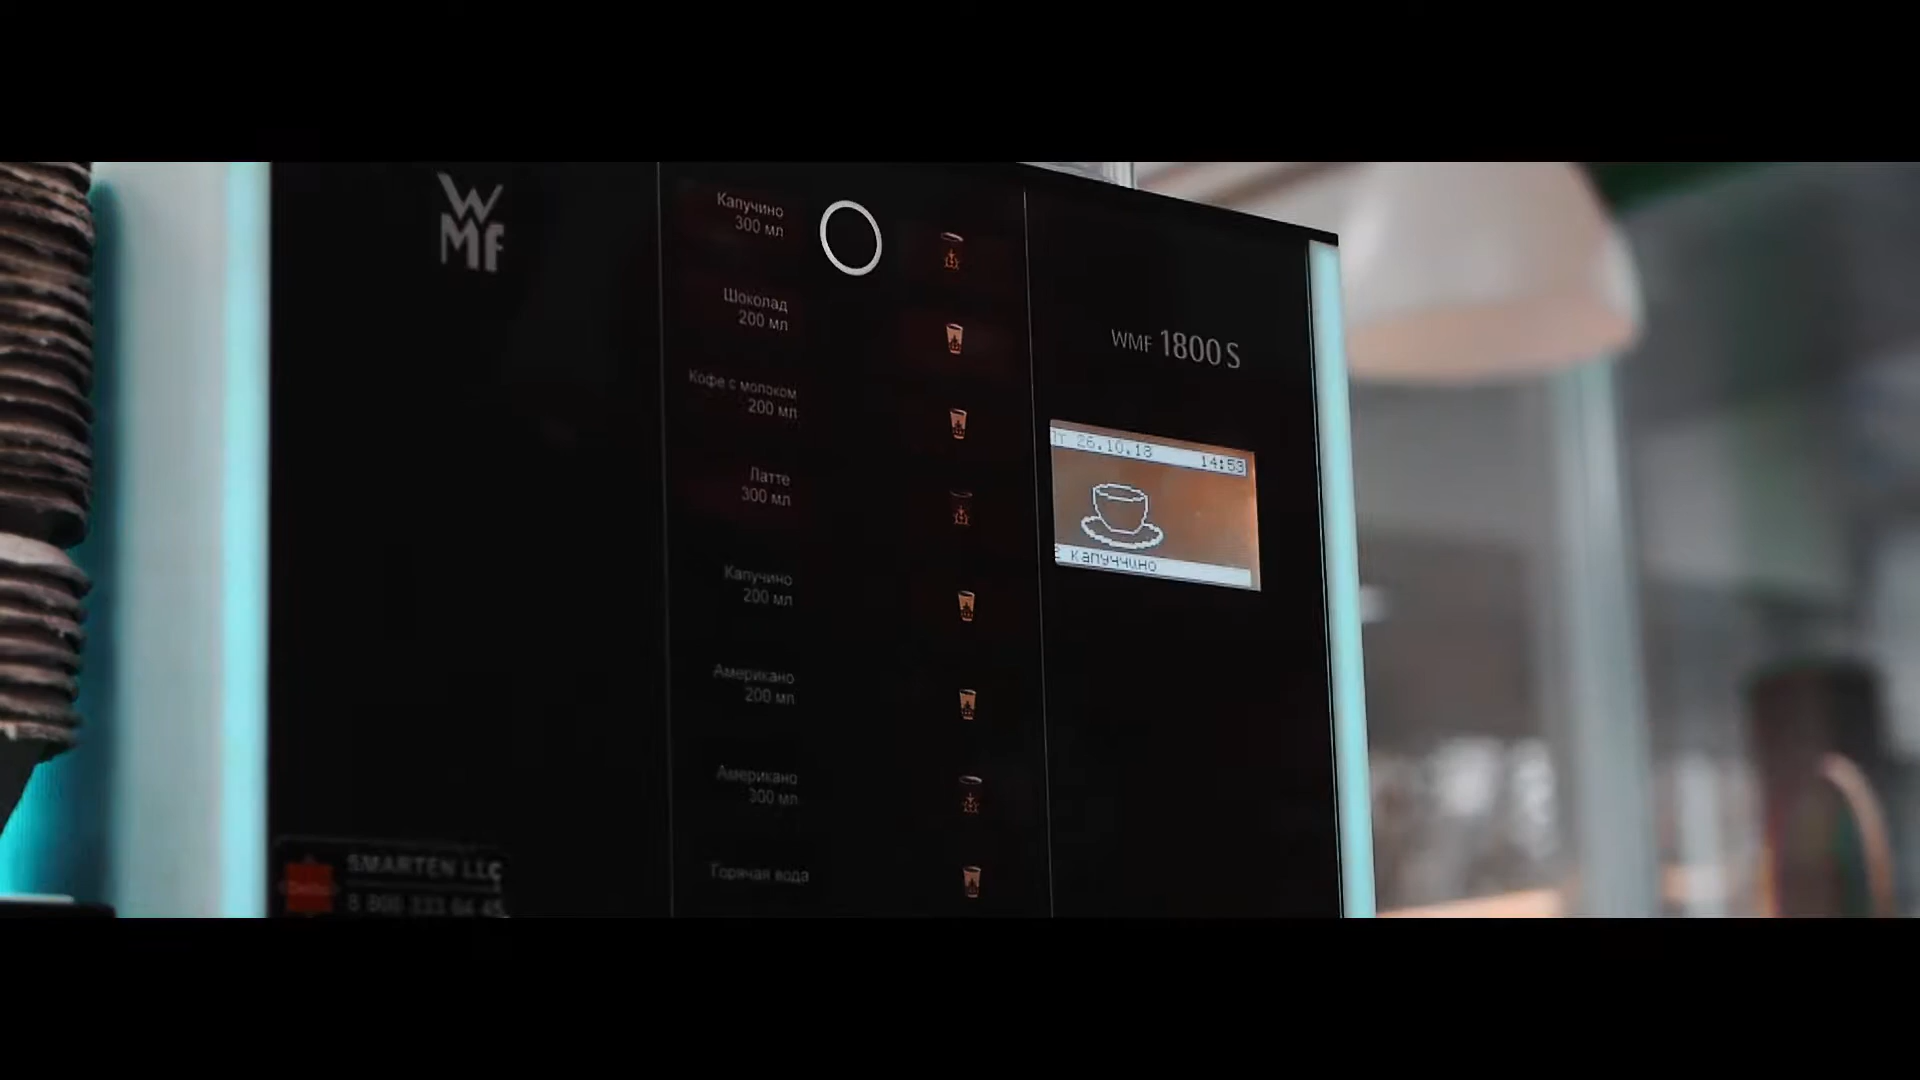 WMF
Капучино
300 мл
Шоколад
200 мл
Кофе с молоком
200 мл
Латте
300 мл
Капучино
200 мл
Американо
200 мл
Американо
300 мл
Горячая вода
WMF 1800 S
26.10.18 14:53
капуччино
SMARTEN LLC